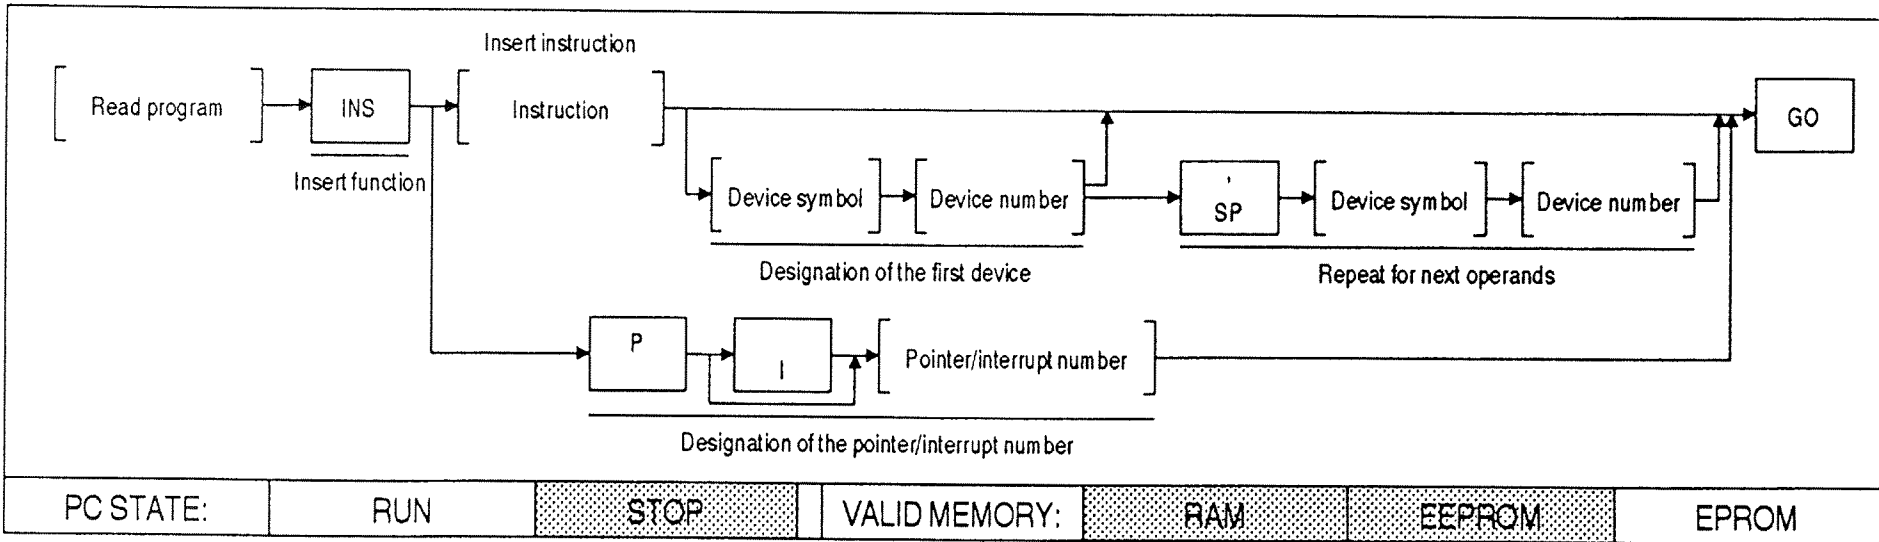 Insert instruction
Read program
INS
Instruction
GO
Insert function
Device symbol
Device number
,
SP
Device symbol
Device number
Designation of the first device
Repeat for next operands
P
I
Pointer/interrupt number
Designation of the pointer/interrupt number
PC STATE: RUN STOP VALID MEMORY: RAM EEPROM EPROM